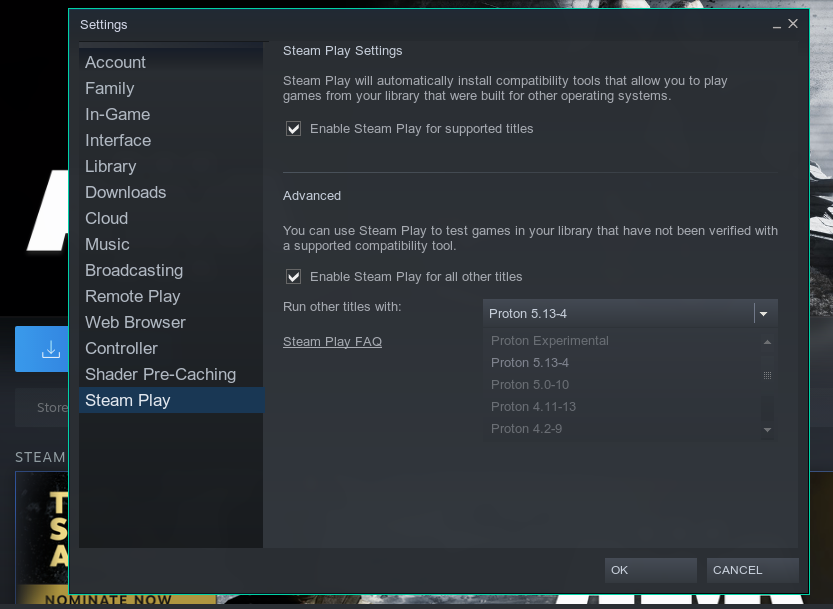 Settings
Account
Family
In-Game
Interface
Library
Downloads
Cloud
Music
Broadcasting
Remote Play
Web Browser
Controller
Shader Pre-Caching
Steam Play
Steam Play Settings
Steam Play will automatically install compatibility tools that allow you to play
games from your library that were built for other operating systems.
Enable Steam Play for supported titles
Advanced
You can use Steam Play to test games in your library that have not been verified with
a supported compatibility tool.
Enable Steam Play for all other titles
Run other titles with:
Proton 5.13-4
Steam Play FAQ
Proton Experimental
Proton 5.13-4
Proton 5.0-10
Proton 4.11-13
Proton 4.2-9
OK
CANCEL
Store
STEAM
NOMINATE NOW